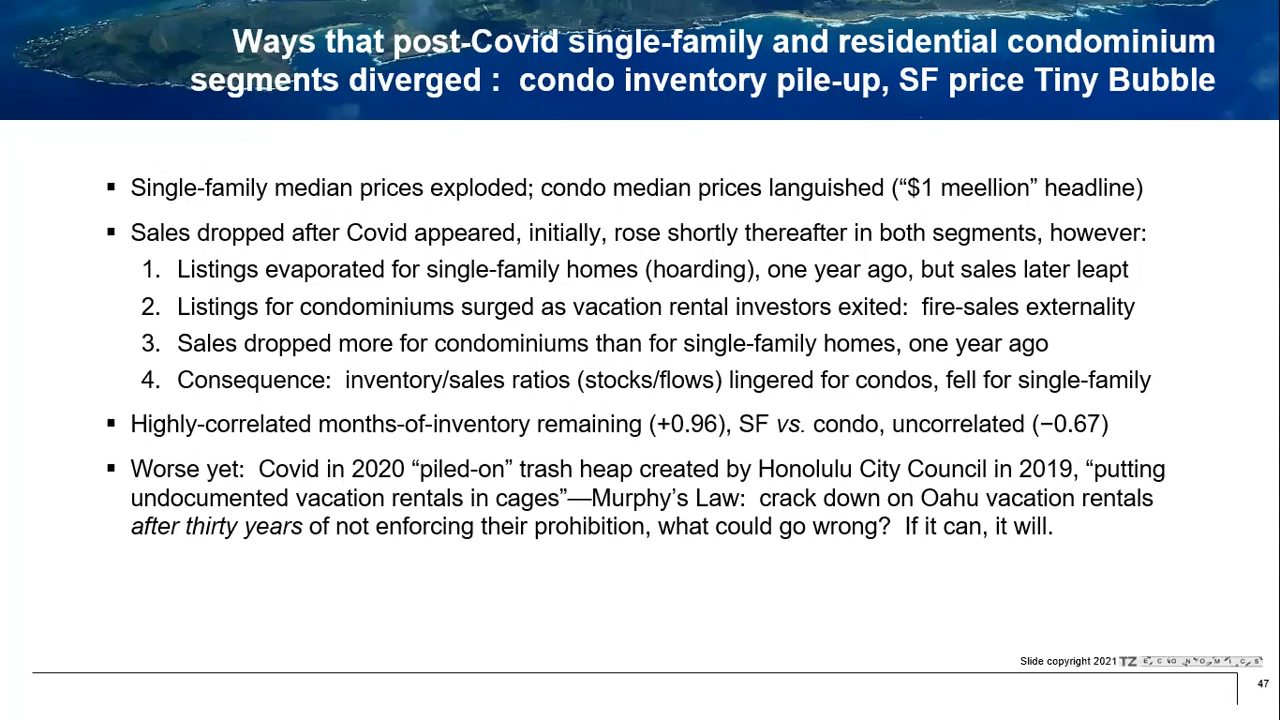 Ways that post-Covid single-family and residential condominium
segments diverged :  condo inventory pile-up, SF price Tiny Bubble
▪ Single-family median prices exploded; condo median prices languished (“$1 meellion” headline)
▪ Sales dropped after Covid appeared, initially, rose shortly thereafter in both segments, however:
1. Listings evaporated for single-family homes (hoarding), one year ago, but sales later leapt
2. Listings for condominiums surged as vacation rental investors exited:  fire-sales externality
3. Sales dropped more for condominiums than for single-family homes, one year ago
4. Consequence:  inventory/sales ratios (stocks/flows) lingered for condos, fell for single-family
▪ Highly-correlated months-of-inventory remaining (+0.96), SF vs. condo, uncorrelated (−0.67)
▪ Worse yet:  Covid in 2020 “piled-on” trash heap created by Honolulu City Council in 2019, “putting
undocumented vacation rentals in cages”—Murphy’s Law:  crack down on Oahu vacation rentals
after thirty years of not enforcing their prohibition, what could go wrong?  If it can, it will.
Slide copyright 2021 TZ ECONOMICS
47